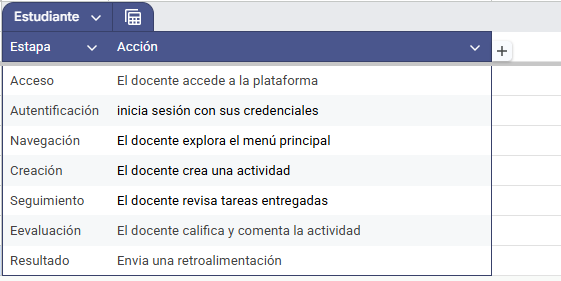 Estudiante
Estapa Acción
Acceso El docente accede a la plataforma
Autentificación inicia sesión con sus credenciales
Navegación El docente explora el menú principal
Creación El docente crea una actividad
Seguimiento El docente revisa tareas entregadas
Eevaluación El docente califica y comenta la actividad
Resultado Envia una retroalimentación